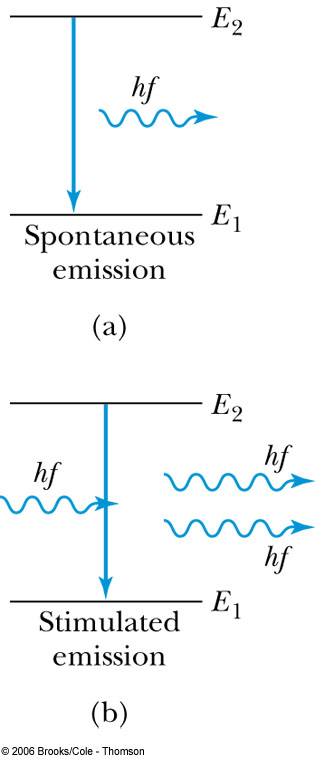 E₂
hf
E₁
Spontaneous
emission
(a)
E₂
hf
hf
hf
E₁
Stimulated
emission
(b)
© 2006 Brooks/Cole - Thomson